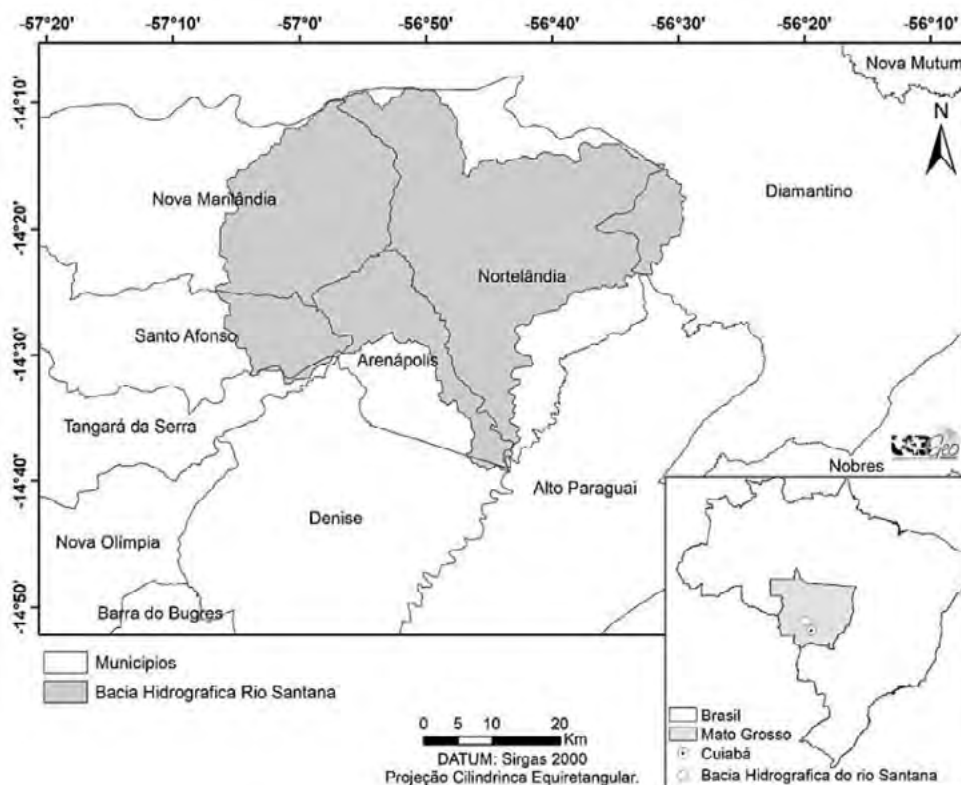 -57°20' -57°10' -57°0' -56°50' -56°40' -56°30' -56°20' -56°10'
Nova Mutum
-14°10'
N
Nova Marilândia
Diamantino
-14°20'
Nortelândia
Santo Afonso
-14°30'
Arenápolis
Tangará da Serra
-14°40'
Nobres
Alto Paraguai
Denise
Nova Olímpia
-14°50'
Barra do Bugres
Municípios
Bacia Hidrografica Rio Santana
0 5 10 20
Km
DATUM: Sirgas 2000
Projeção Cilindrinca Equiretangular.
Brasil
Mato Grosso
Cuiabá
Bacia Hidrografica do rio Santana